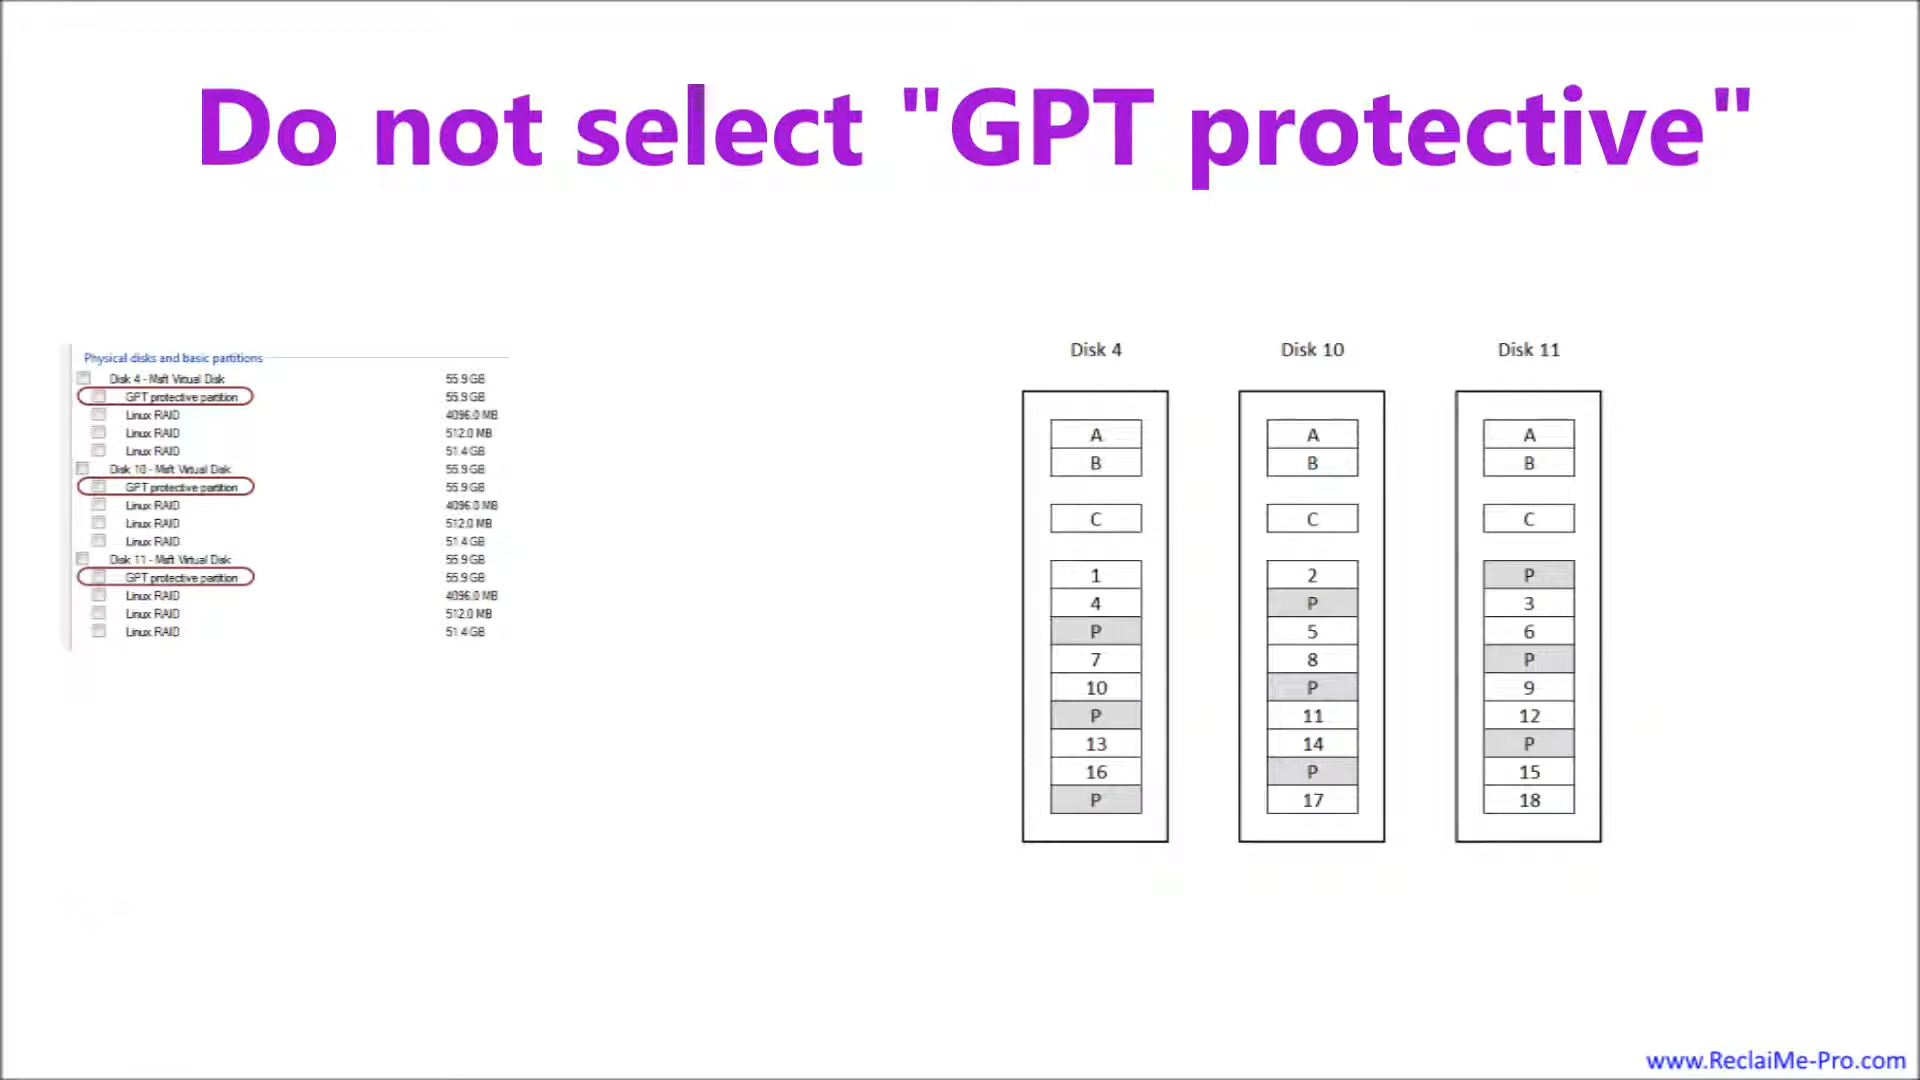 Do not select "GPT protective"
Physical disks and basic partitions
Disk 4 - Msft Virtual Disk 55.9 GB
GPT protective partition 55.9 GB
Linux RAID 4096.0 MB
Linux RAID 512.0 MB
Linux RAID 51.4 GB
Disk 10 - Msft Virtual Disk 55.9 GB
GPT protective partition 55.9 GB
Linux RAID 4096.0 MB
Linux RAID 512.0 MB
Linux RAID 51.4 GB
Disk 11 - Msft Virtual Disk 55.9 GB
GPT protective partition 55.9 GB
Linux RAID 4096.0 MB
Linux RAID 512.0 MB
Linux RAID 51.4 GB
Disk 4 Disk 10 Disk 11
A A A
B B B
C C C
1 2 P
4 P 3
P 5 6
7 8 P
10 P 9
P 11 12
13 14 P
16 P 15
P 17 18
www.ReclaiMe-Pro.com